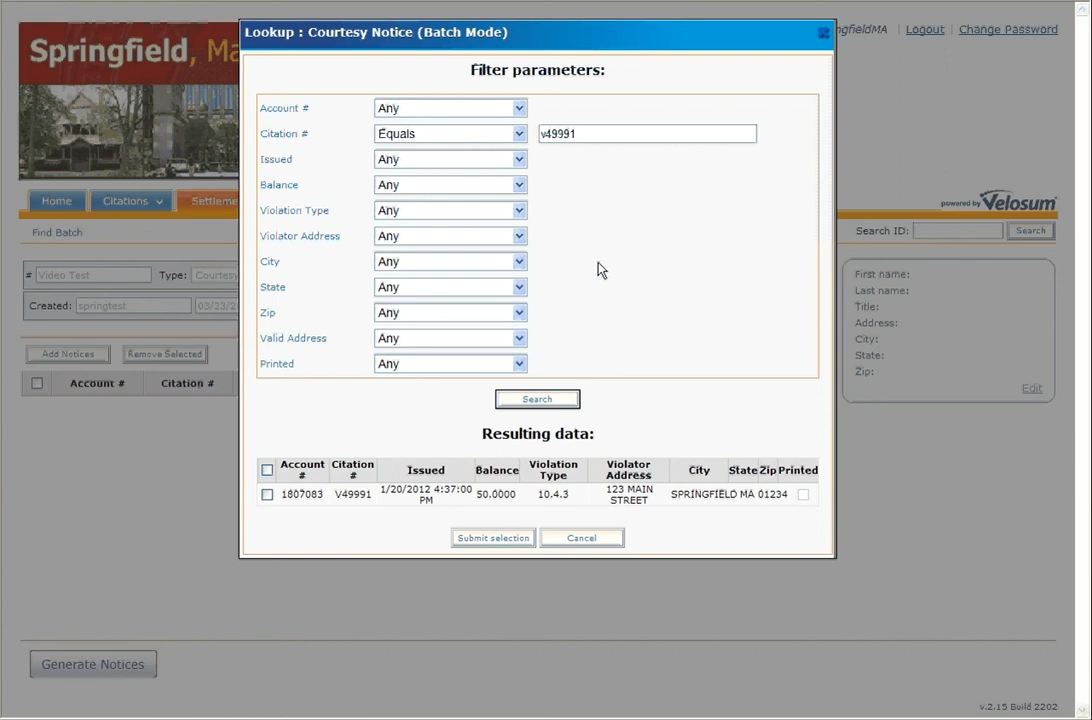 Lookup : Courtesy Notice (Batch Mode)
Springfield, Ma
ngfieldMA | Logout | Change Password
Filter parameters:
Account # Any
Citation # Equals v49991
Issued Any
Balance Any
Violation Type Any
Violator Address Any
City Any
State Any
Zip Any
Valid Address Any
Printed Any
Search
Home Citations Settleme
powered by Velosum
Find Batch
Search ID: Search
# Video Test Type: Courtesy
Created: springtest 03/23/2
First name:
Last name:
Title:
Address:
City:
State:
Zip:
Edit
Add Notices Remove Selected
Account # Citation #
Resulting data:
Account # Citation # Issued Balance Violation Type Violator Address City State Zip Printed
1807083 V49991 1/20/2012 4:37:00 PM 50.0000 10.4.3 123 MAIN STREET SPRINGFIELD MA 01234
Submit selection Cancel
Generate Notices
v.2.15 Build 2202